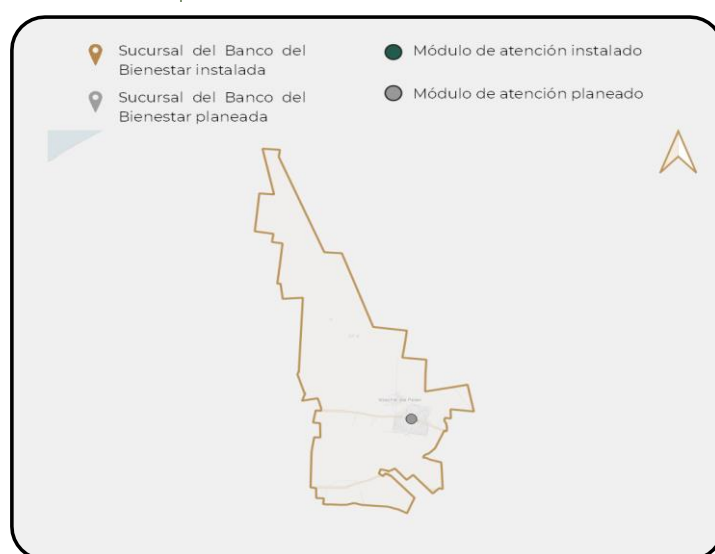 Sucursal del Banco del
Bienestar instalada
Sucursal del Banco del
Bienestar planeada
Módulo de atención instalado
Módulo de atención planeado